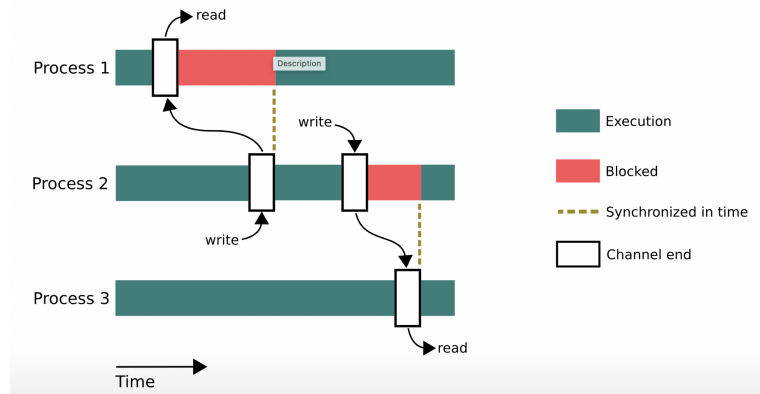 read
Process 1
Description
write
Execution
Process 2
Blocked
Synchronized in time
write
Channel end
Process 3
read
Time